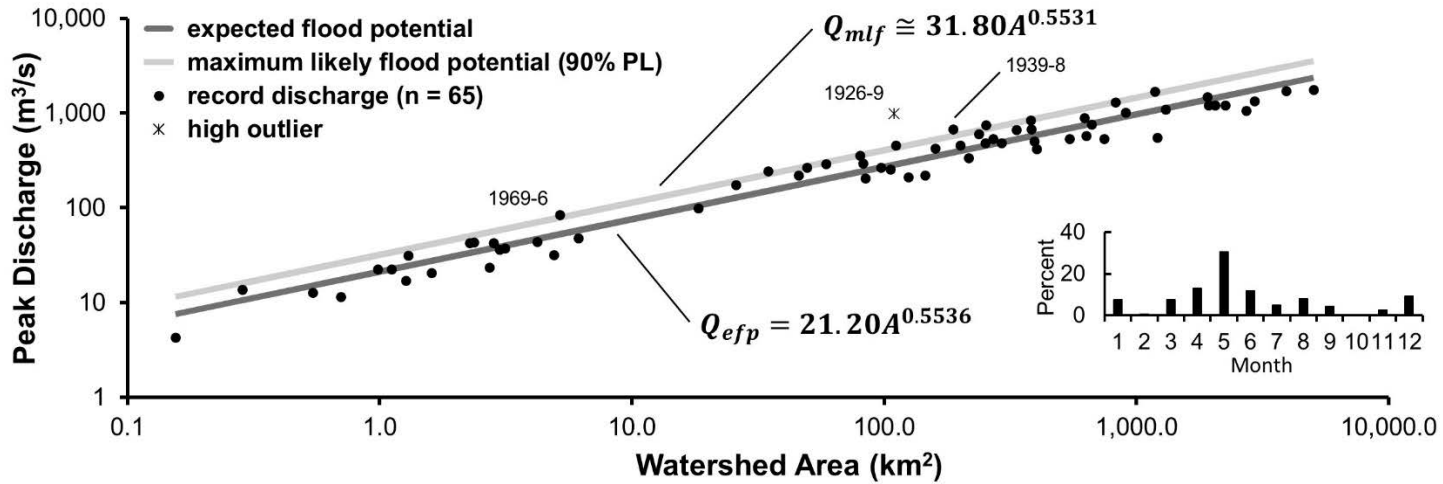 10,000
1,000
100
10
1
Peak Discharge (m³/s)
expected flood potential
maximum likely flood potential (90% PL)
record discharge (n = 65)
high outlier
Q_mlf ≅ 31.80A^0.5531
1939-8
1926-9
1969-6
Q_efp = 21.20A^0.5536
40
20
0
Percent
1 2 3 4 5 6 7 8 9 10 11 12
Month
0.1 1.0 10.0 100.0 1,000.0 10,000.0
Watershed Area (km²)